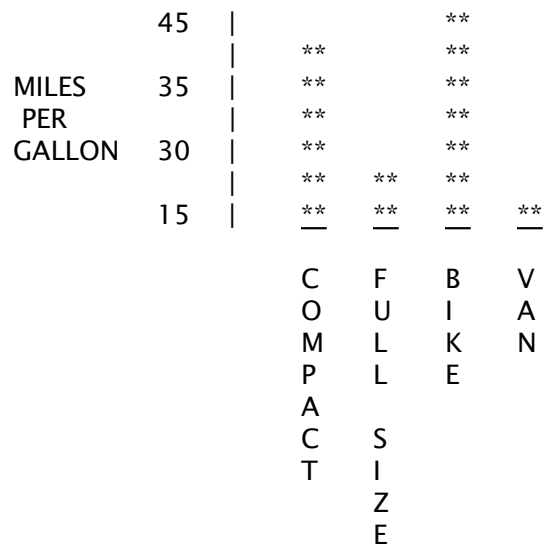 45 | **
| ** **
MILES 35 | ** **
PER | ** **
GALLON 30 | ** **
| ** ** **
15 | ** ** ** **
C F B V
O U I A
M L K N
P L E
A
C S
T I
Z
E